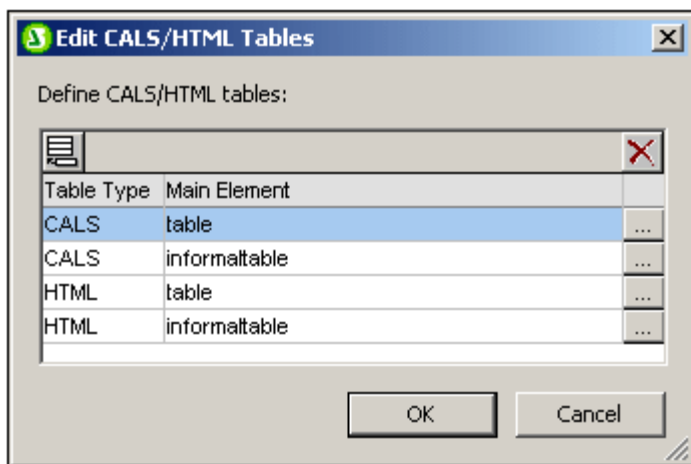 Edit CALS/HTML Tables
Define CALS/HTML tables:
Table Type Main Element
CALS table ...
CALS informaltable ...
HTML table ...
HTML informaltable ...
OK Cancel